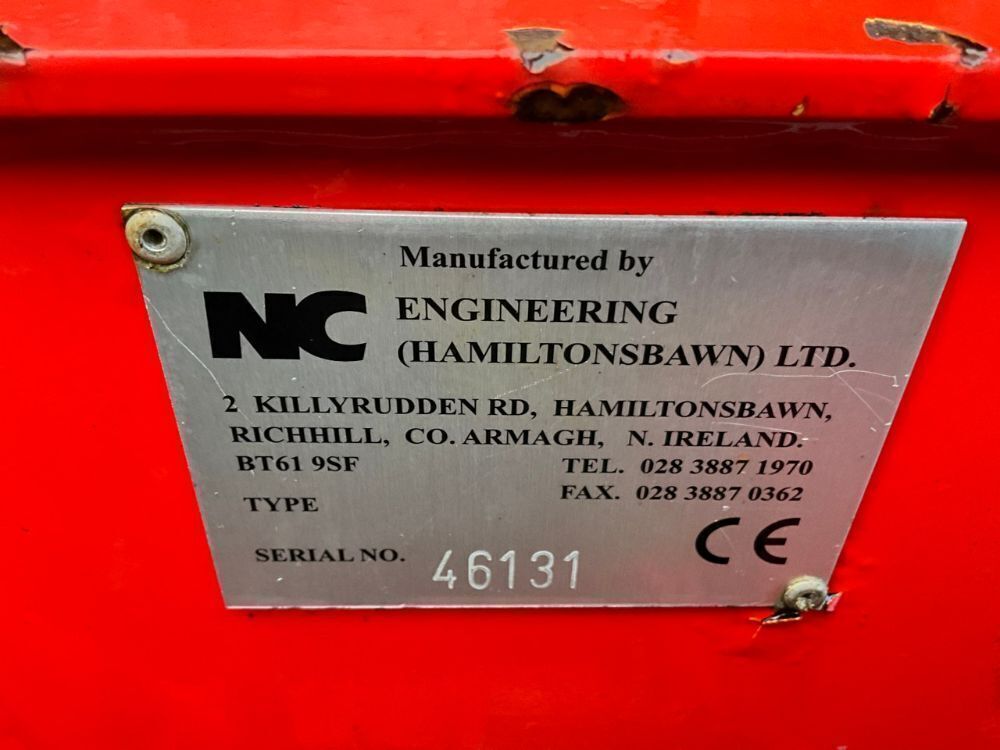 Manufactured by
NC ENGINEERING
(HAMILTONSBAWN) LTD.
2 KILLYRUDDEN RD, HAMILTONSBAWN,
RICHHILL, CO. ARMAGH, N. IRELAND.
BT61 9SF TEL. 028 3887 1970
FAX. 028 3887 0362
TYPE
CE
SERIAL NO. 46131